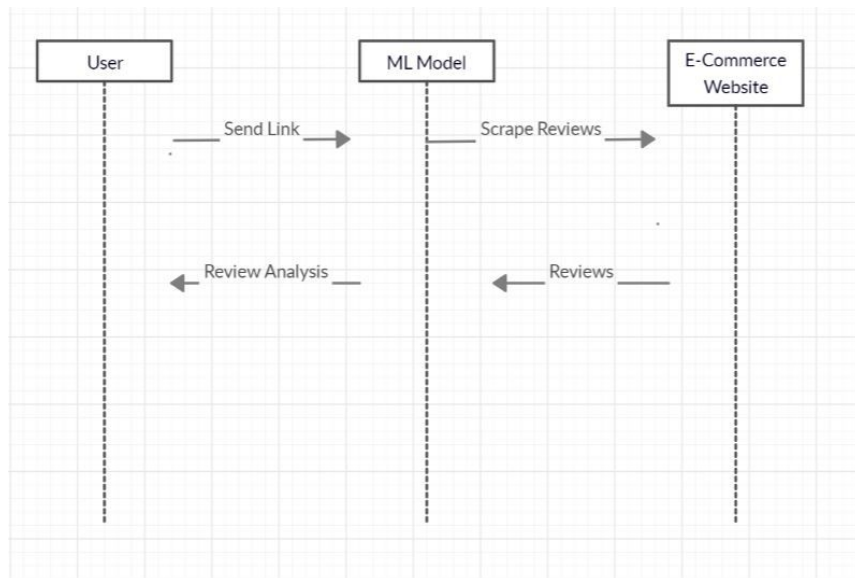 User
ML Model
E-Commerce
Website
Send Link
Scrape Reviews
Review Analysis
Reviews